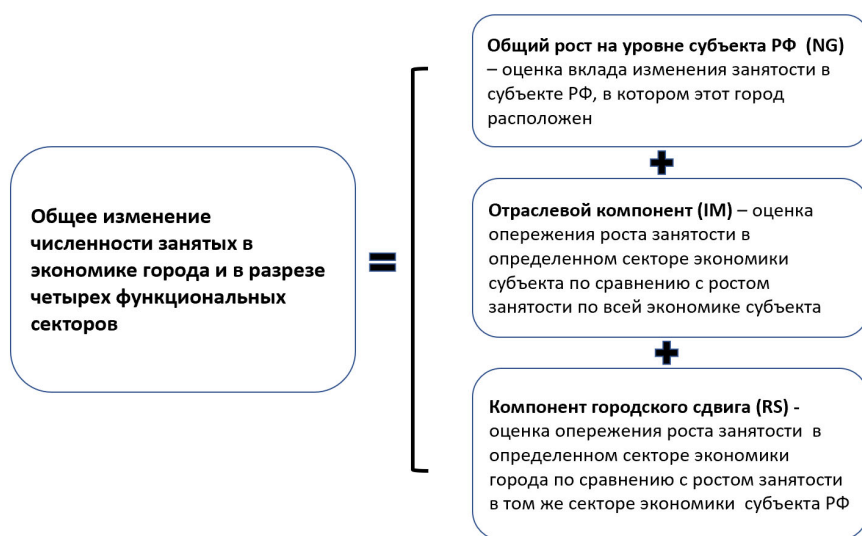 Общее изменение
численности занятых в
экономике города и в разрезе
четырех функциональных
секторов
=
Общий рост на уровне субъекта РФ (NG)
– оценка вклада изменения занятости в
субъекте РФ, в котором этот город
расположен
+
Отраслевой компонент (IM) – оценка
опережения роста занятости в
определенном секторе экономики
субъекта по сравнению с ростом
занятости по всей экономике субъекта
+
Компонент городского сдвига (RS) -
оценка опережения роста занятости в
определенном секторе экономики
города по сравнению с ростом занятости
в том же секторе экономики субъекта РФ